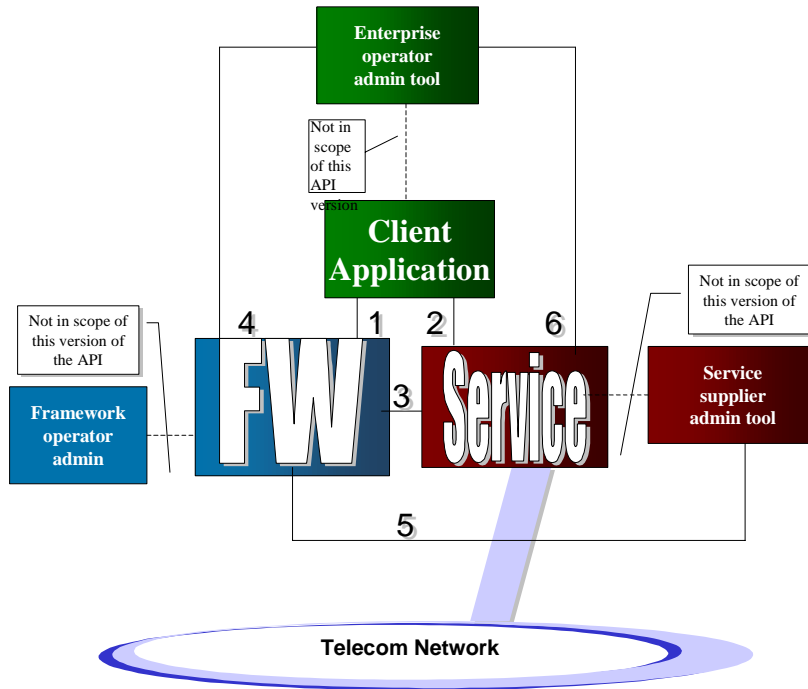 Enterprise
operator
admin tool
Not in
scope
of this
API
version
Client
Application
Not in scope of
this version of
the API
Not in scope of
this version of
the API
4
1
2
6
FW
3
Service
Framework
operator
admin
Service
supplier
admin tool
5
Telecom Network